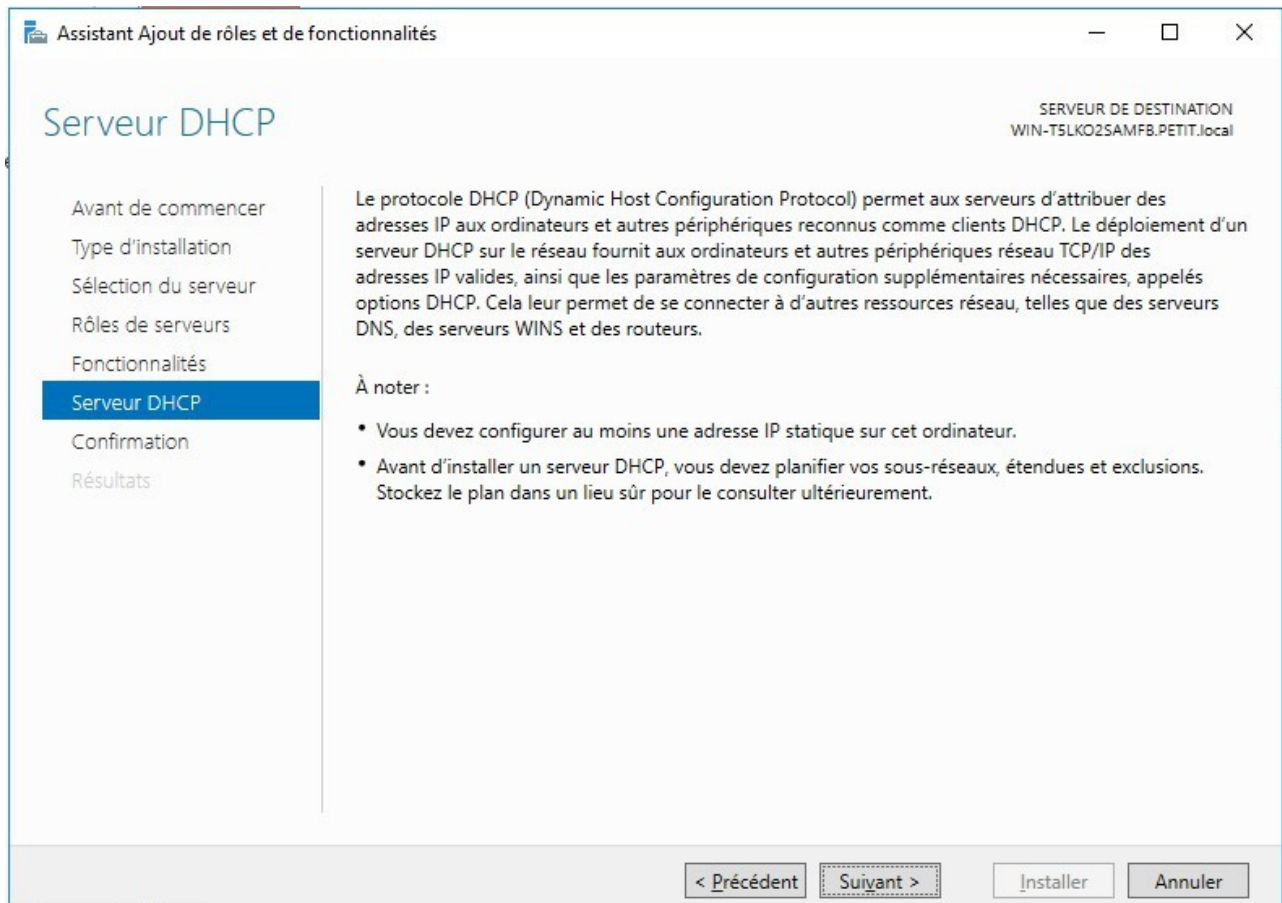 Assistant Ajout de rôles et de fonctionnalités
Serveur DHCP
SERVEUR DE DESTINATION
WIN-T5LKO2SAMFB.PETIT.local
Avant de commencer
Type d'installation
Sélection du serveur
Rôles de serveurs
Fonctionnalités
Serveur DHCP
Confirmation
Résultats
Le protocole DHCP (Dynamic Host Configuration Protocol) permet aux serveurs d'attribuer des
adresses IP aux ordinateurs et autres périphériques reconnus comme clients DHCP. Le déploiement d'un
serveur DHCP sur le réseau fournit aux ordinateurs et autres périphériques réseau TCP/IP des
adresses IP valides, ainsi que les paramètres de configuration supplémentaires nécessaires, appelés
options DHCP. Cela leur permet de se connecter à d'autres ressources réseau, telles que des serveurs
DNS, des serveurs WINS et des routeurs.
À noter :
• Vous devez configurer au moins une adresse IP statique sur cet ordinateur.
• Avant d'installer un serveur DHCP, vous devez planifier vos sous-réseaux, étendues et exclusions.
Stockez le plan dans un lieu sûr pour le consulter ultérieurement.
< Précédent
Suivant >
Installer
Annuler